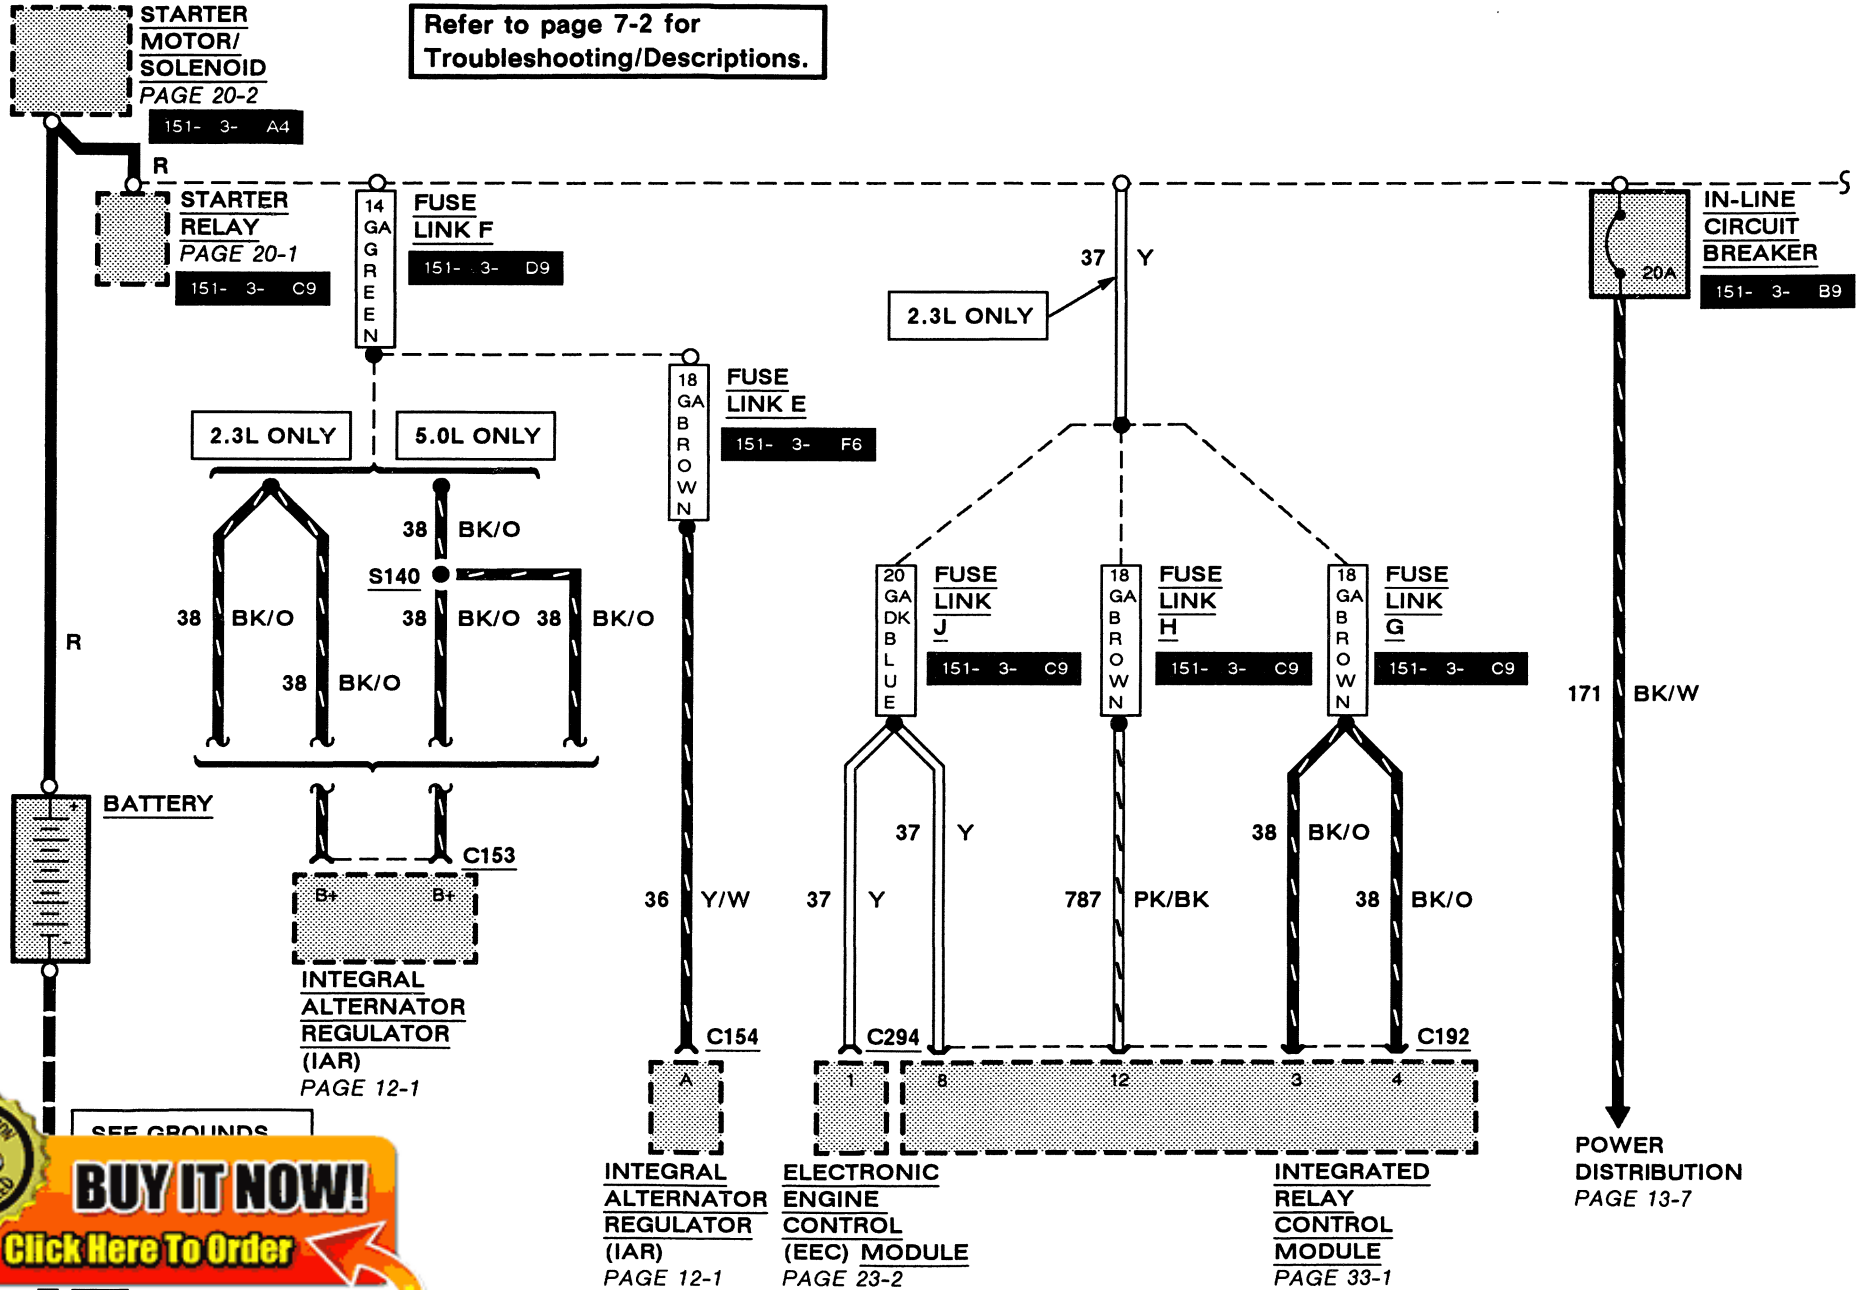 STARTER
MOTOR/
SOLENOID
PAGE 20-2
151- 3- A4
Refer to page 7-2 for
Troubleshooting/Descriptions.
R
STARTER
RELAY
PAGE 20-1
151- 3- C9
14
GA
G
R
E
E
N
FUSE
LINK F
151- 3- D9
37 Y
2.3L ONLY
IN-LINE
CIRCUIT
BREAKER
20A
151- 3- B9
18
GA
B
R
O
W
N
FUSE
LINK E
151- 3- F6
2.3L ONLY
5.0L ONLY
38 BK/O
S140
38 BK/O
38 BK/O
38 BK/O
38 BK/O
R
20
GA
DK
B
L
U
E
FUSE
LINK
J
151- 3- C9
18
GA
B
R
O
W
N
FUSE
LINK
H
151- 3- C9
18
GA
B
R
O
W
N
FUSE
LINK
G
151- 3- C9
171 BK/W
BATTERY
+
-
C153
B+ B+
INTEGRAL
ALTERNATOR
REGULATOR
(IAR)
PAGE 12-1
36 Y/W
37 Y
37 Y
787 PK/BK
38 BK/O
38 BK/O
C154
C294
C192
A
1
8
12
3
4
INTEGRAL
ALTERNATOR
REGULATOR
(IAR)
PAGE 12-1
ELECTRONIC
ENGINE
CONTROL
(EEC) MODULE
PAGE 23-2
INTEGRATED
RELAY
CONTROL
MODULE
PAGE 33-1
POWER
DISTRIBUTION
PAGE 13-7
SEE GROUNDS
BUY IT NOW!
Click Here To Order